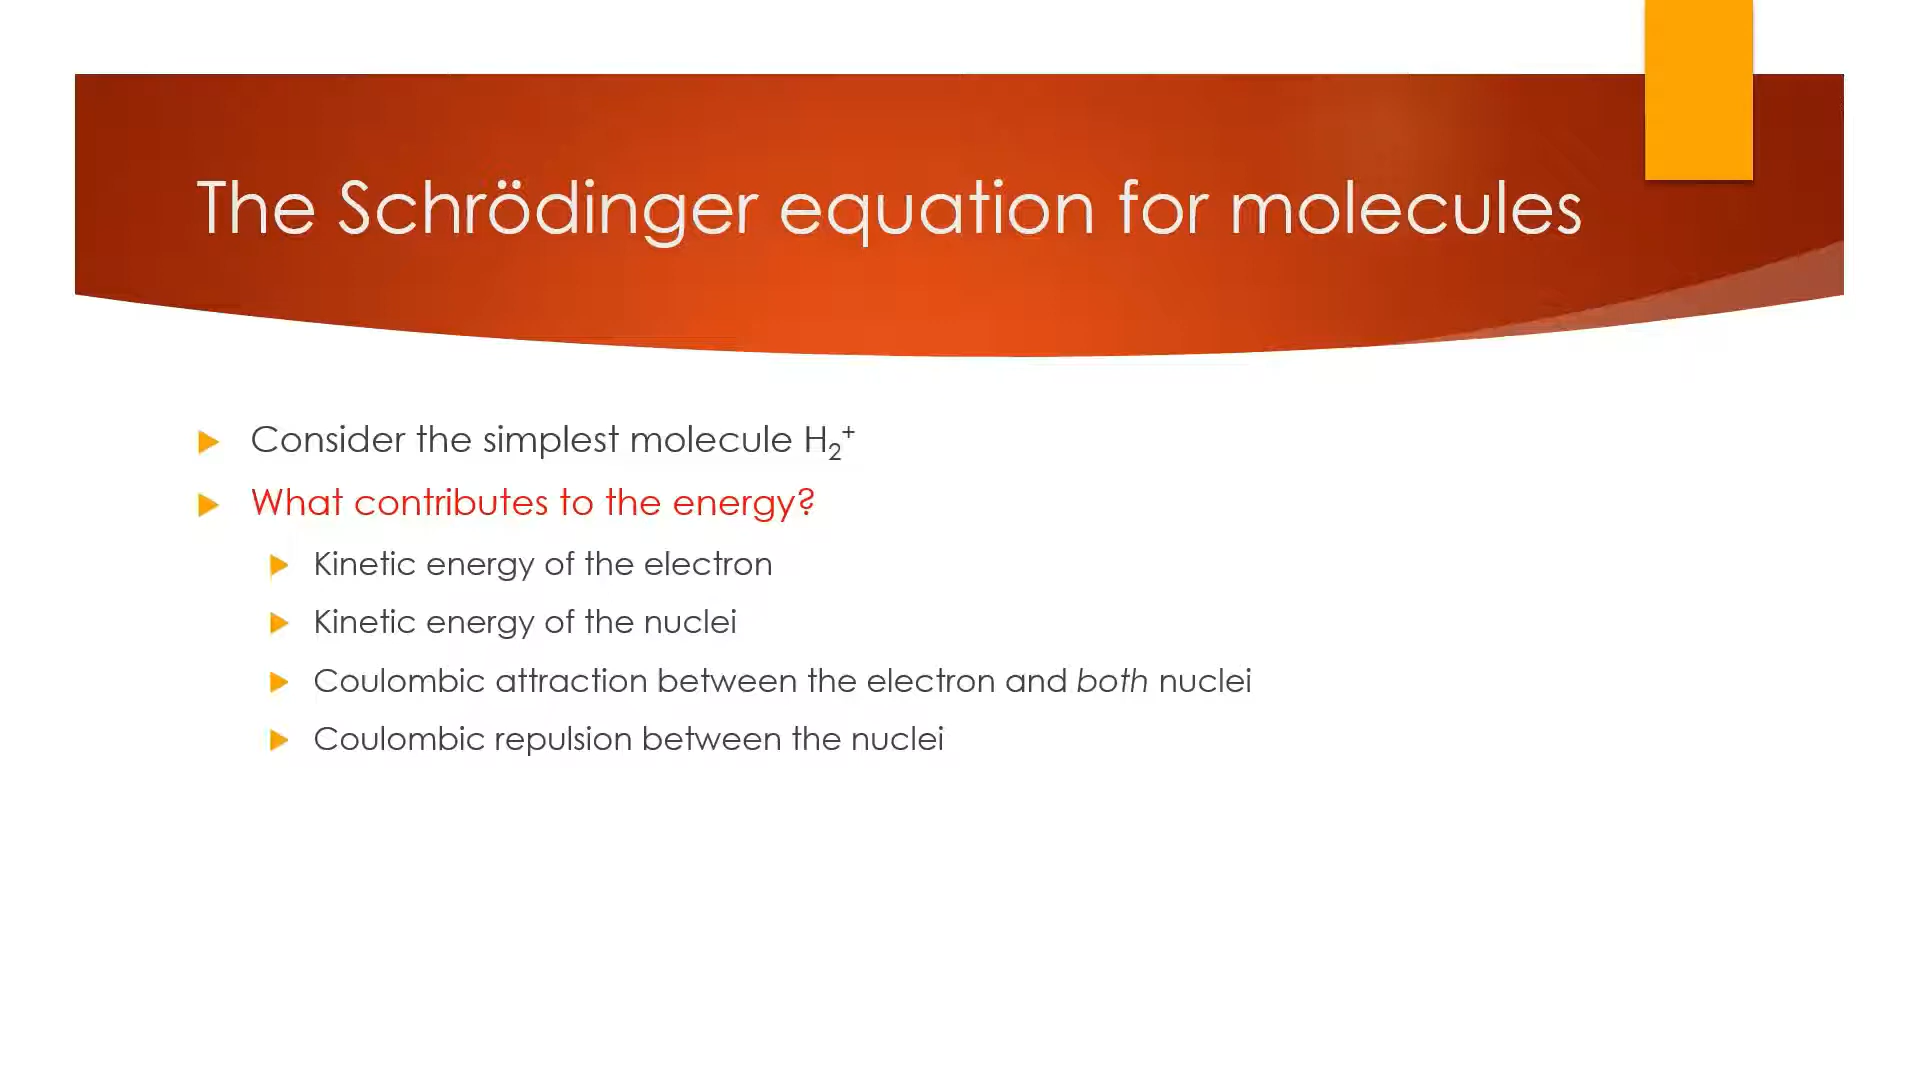 The Schrödinger equation for molecules
Consider the simplest molecule H₂⁺
What contributes to the energy?
Kinetic energy of the electron
Kinetic energy of the nuclei
Coulombic attraction between the electron and both nuclei
Coulombic repulsion between the nuclei